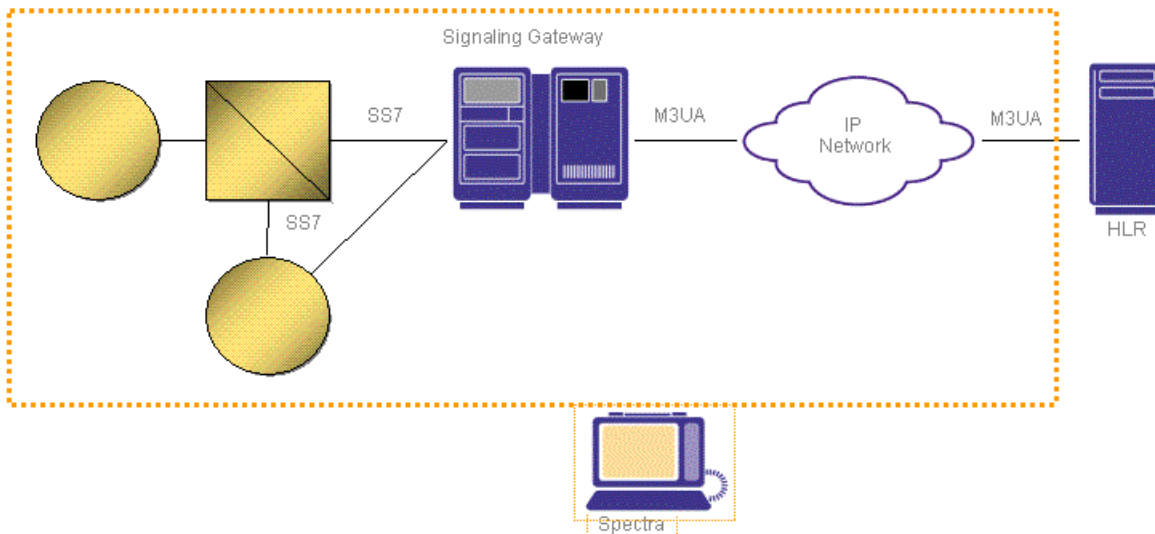 Signaling Gateway
SS7
M3UA
IP
Network
M3UA
SS7
HLR
Spectra